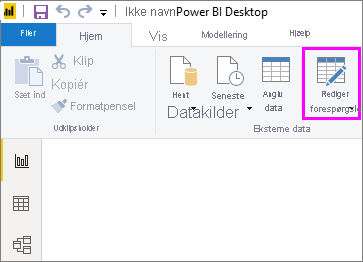 Ikke navnPower BI Desktop
Filer Hjem Vis Modellering Hjælp
Sæt ind
Klip
Kopiér
Formatpensel
Udklipsholder
Hent
Datakilder
Seneste
Angiv data
Eksterne data
Rediger
forespørgsler